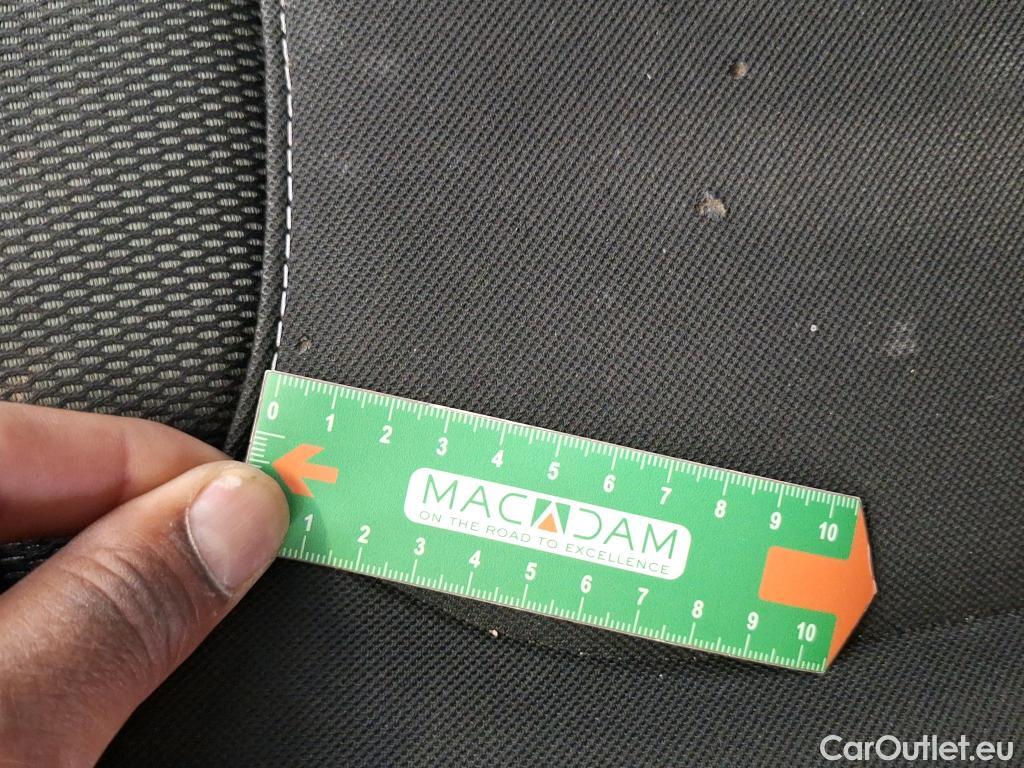 0 1 2 3 4 5 6 7 8 9 10
MACADAM
ON THE ROAD TO EXCELLENCE
1 2 3 4 5 6 7 8 9 10
CarOutlet.eu